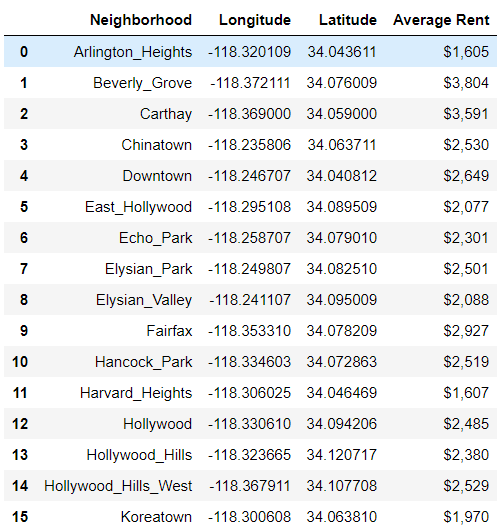 Neighborhood Longitude Latitude Average Rent
0 Arlington_Heights -118.320109 34.043611 $1,605
1 Beverly_Grove -118.372111 34.076009 $3,804
2 Carthay -118.369000 34.059000 $3,591
3 Chinatown -118.235806 34.063711 $2,530
4 Downtown -118.246707 34.040812 $2,649
5 East_Hollywood -118.295108 34.089509 $2,077
6 Echo_Park -118.258707 34.079010 $2,301
7 Elysian_Park -118.249807 34.082510 $2,501
8 Elysian_Valley -118.241107 34.095009 $2,088
9 Fairfax -118.353310 34.078209 $2,927
10 Hancock_Park -118.334603 34.072863 $2,519
11 Harvard_Heights -118.306025 34.046469 $1,607
12 Hollywood -118.330610 34.094206 $2,485
13 Hollywood_Hills -118.323665 34.120717 $2,380
14 Hollywood_Hills_West -118.367911 34.107708 $2,529
15 Koreatown -118.300608 34.063810 $1,970